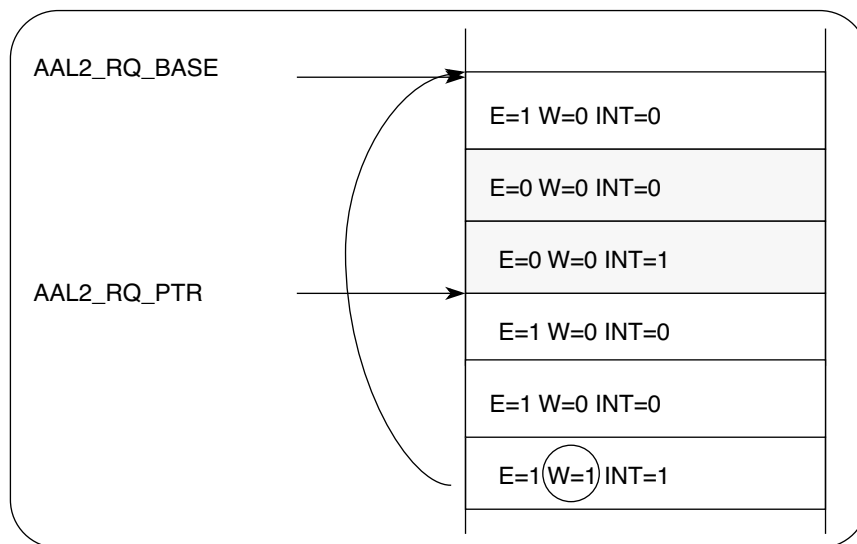 AAL2_RQ_BASE
E=1 W=0 INT=0
E=0 W=0 INT=0
E=0 W=0 INT=1
AAL2_RQ_PTR
E=1 W=0 INT=0
E=1 W=0 INT=0
E=1 W=1 INT=1